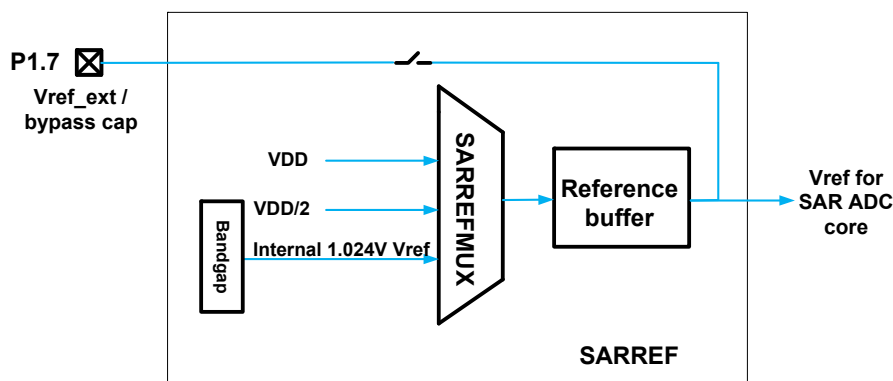 P1.7
Vref_ext /
bypass cap
VDD
VDD/2
Bandgap
Internal 1.024V Vref
SARREFMUX
Reference
buffer
Vref for
SAR ADC
core
SARREF